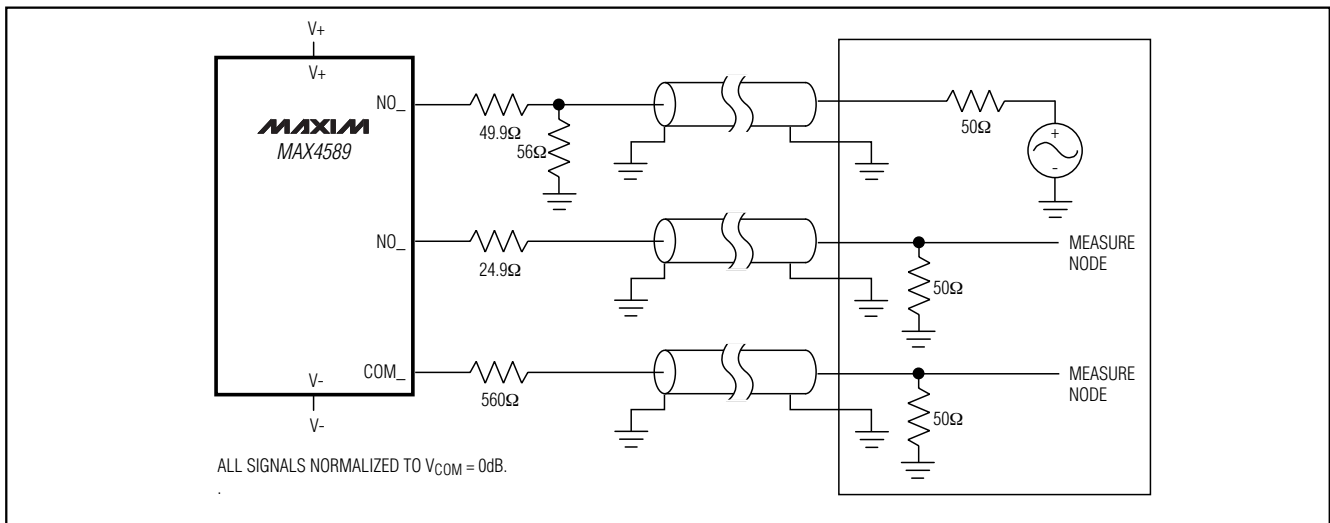 V+
V+
NO_
MAXIM
MAX4589
49.9Ω
56Ω
50Ω
+
-
NO_
24.9Ω
MEASURE
NODE
50Ω
COM_
V-
560Ω
MEASURE
NODE
50Ω
V-
ALL SIGNALS NORMALIZED TO VCOM = 0dB.
.